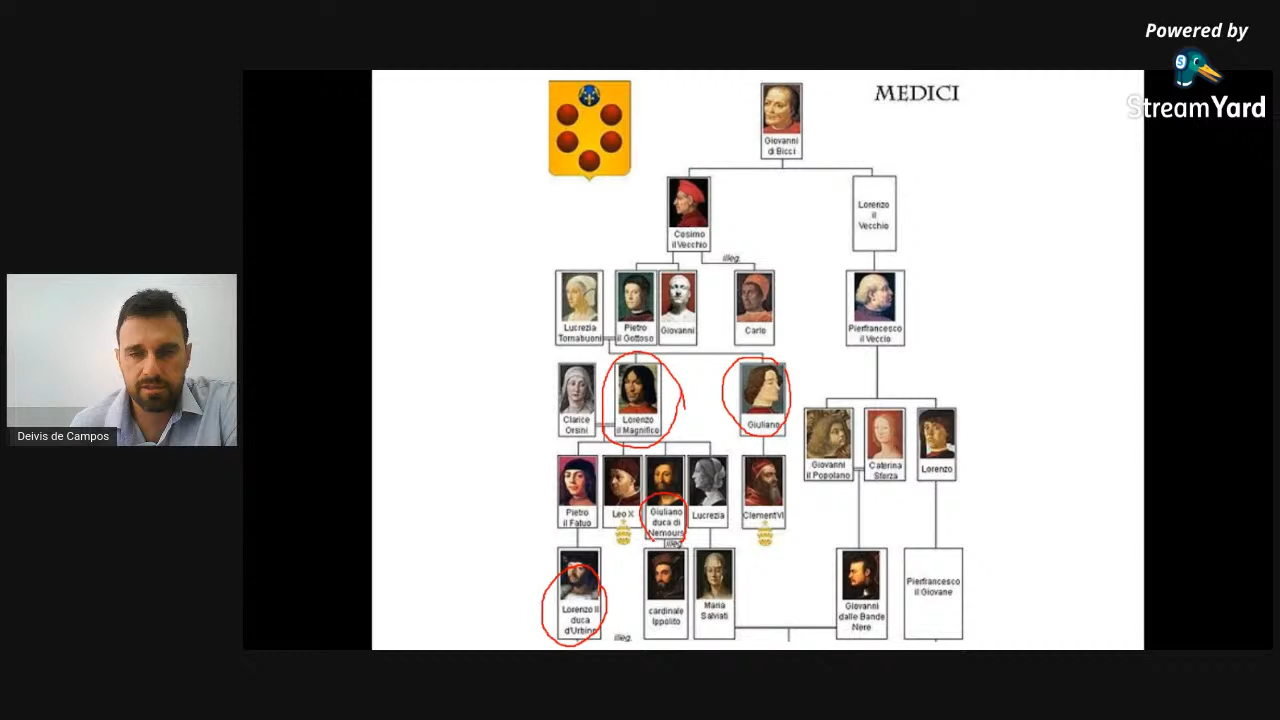 Powered by
StreamYard
MEDICI
Giovanni
di Bicci
Cosimo
il Vecchio
Lorenzo
il
Vecchio
illeg.
Lucrezia
Tornabuoni
Pietro
il Gottoso
Giovanni
Carlo
Pierfrancesco
il Veccio
Clarice
Orsini
Lorenzo
il Magnifico
Giuliano
Giovanni
il Popolano
Caterina
Sforza
Lorenzo
Pietro
il Fatuo
Leo X
Giuliano
duca di
Nemours
Lucrezia
Clement VI
illeg.
Lorenzo II
duca
d'Urbino
cardinale
Ippolito
Maria
Salviati
Giovanni
dalle Bande
Nere
Pierfrancesco
il Giovane
illeg.
Deivis de Campos